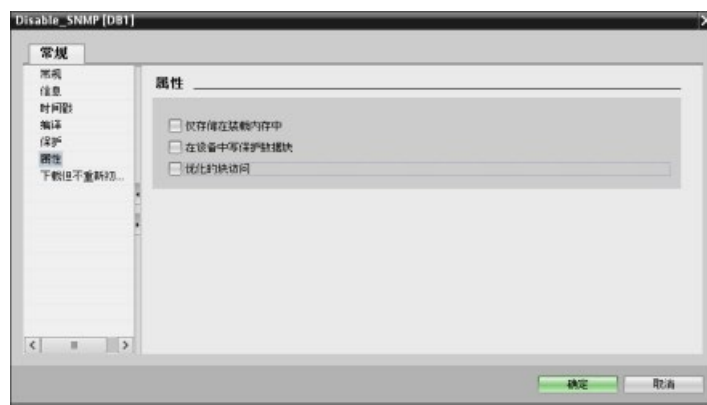 Disable_SNMP [DB1]
常规
常规
信息
时间戳
编译
保护
属性
下载但不重新初...
属性
仅存储在装载内存中
在设备中写保护数据块
优化的块访问
确定
取消